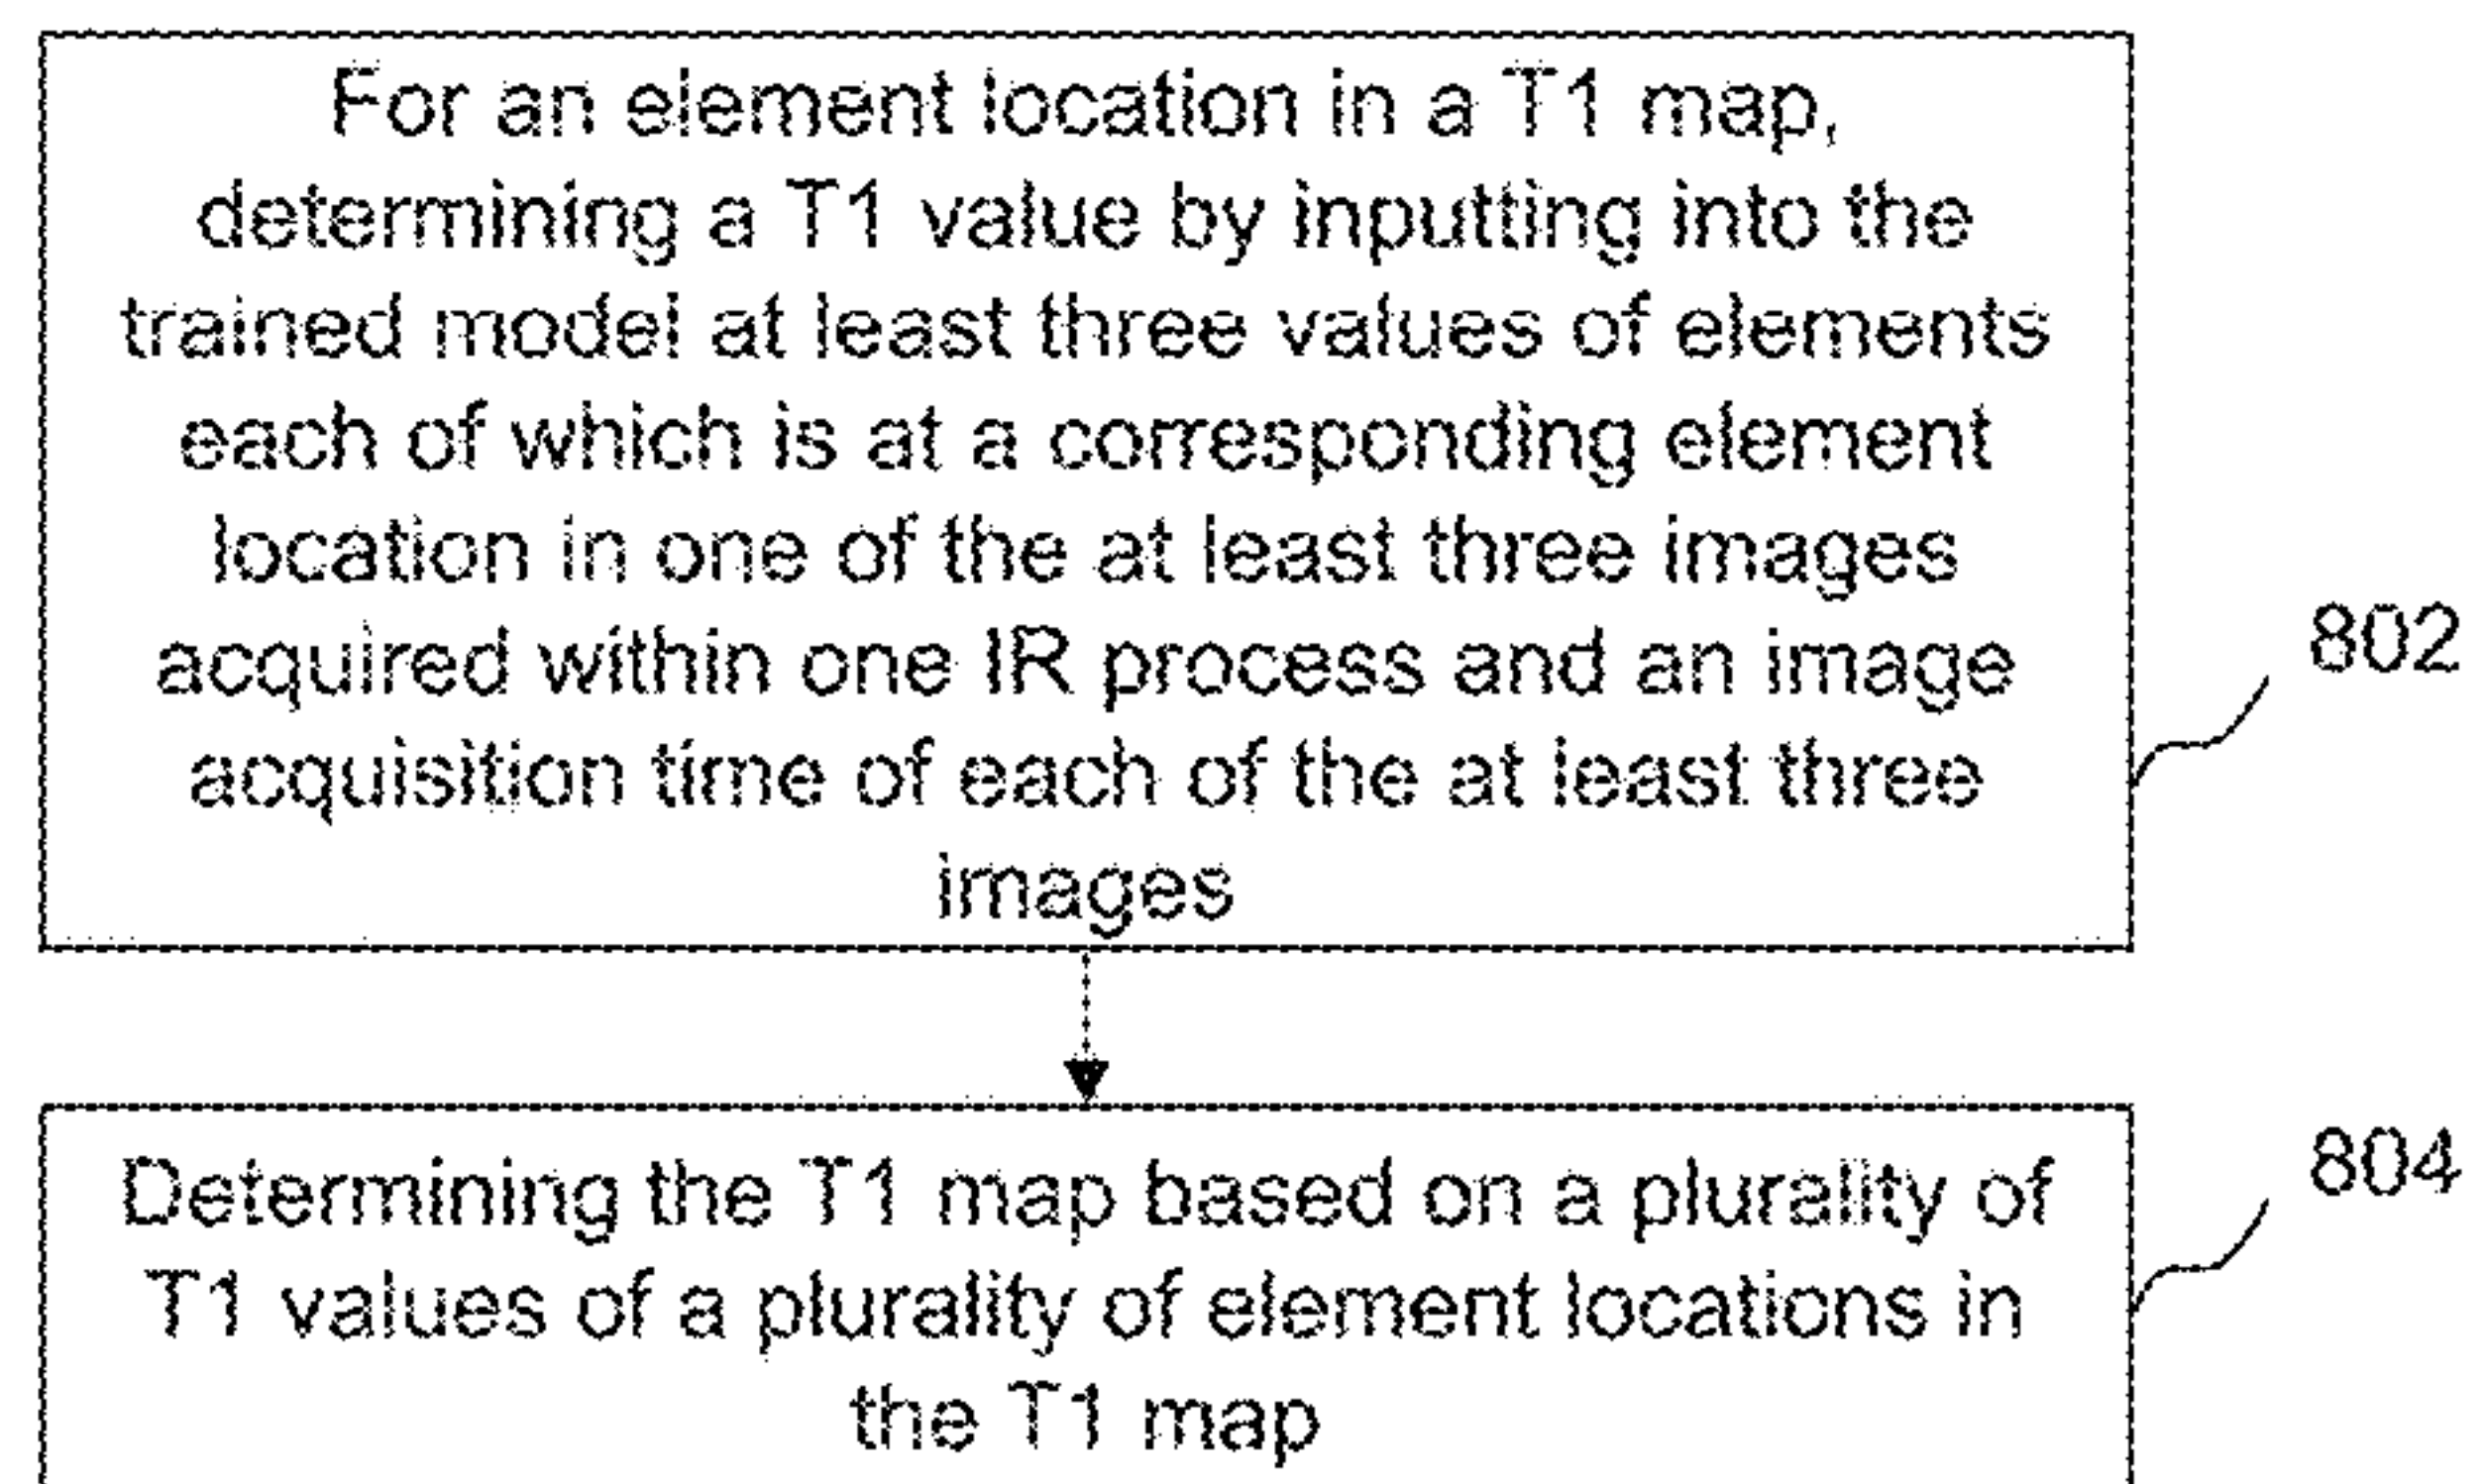 For an element location in a T1 map,
determining a T1 value by inputting into the
trained model at least three values of elements
each of which is at a corresponding element
location in one of the at least three images
acquired within one IR process and an image
acquisition time of each of the at least three
images
802
Determining the T1 map based on a plurality of
T1 values of a plurality of element locations in
the T1 map
804